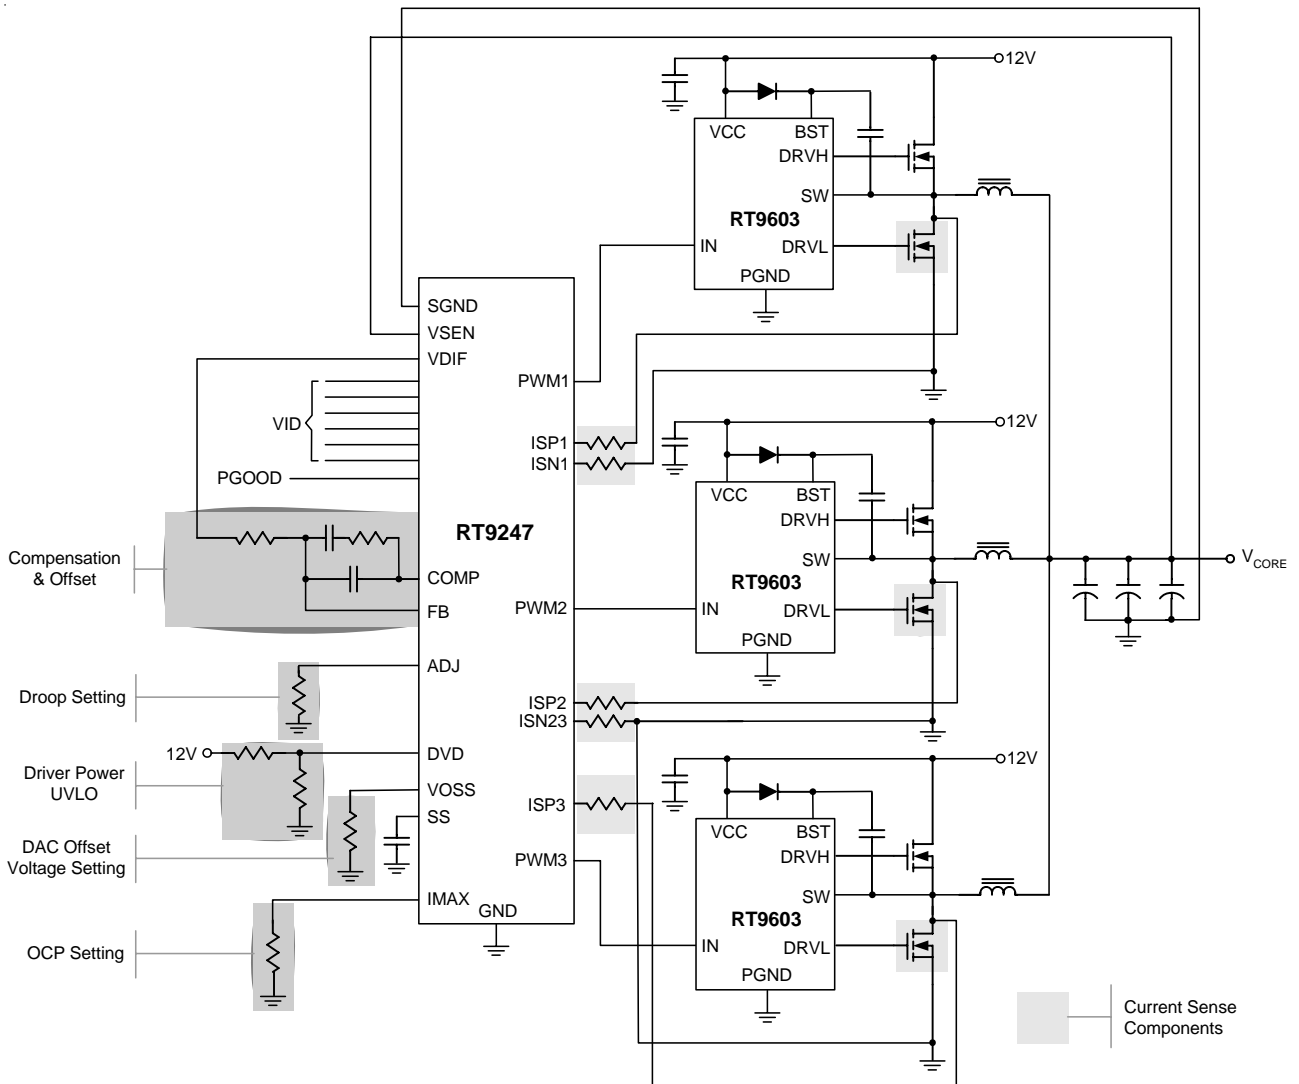 12V
VCC
BST
DRVH
SW
RT9603
IN
DRVL
PGND
SGND
VSEN
VDIF
PWM1
VID
ISP1
ISN1
PGOOD
RT9247
Compensation
& Offset
COMP
FB
PWM2
ADJ
Droop Setting
ISP2
ISN23
12V
DVD
Driver Power
UVLO
VOSS
ISP3
SS
DAC Offset
Voltage Setting
PWM3
IMAX
GND
OCP Setting
12V
VCC
BST
DRVH
SW
RT9603
IN
DRVL
PGND
VCORE
12V
VCC
BST
DRVH
SW
RT9603
IN
DRVL
PGND
Current Sense
Components